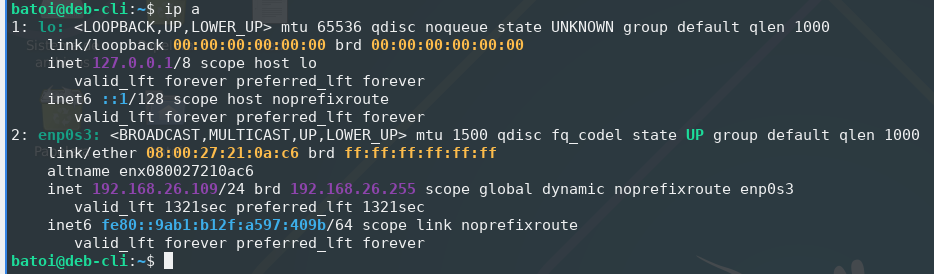 batoi@deb-cli:~$ ip a
1: lo: <LOOPBACK,UP,LOWER_UP> mtu 65536 qdisc noqueue state UNKNOWN group default qlen 1000
    link/loopback 00:00:00:00:00:00 brd 00:00:00:00:00:00
    inet 127.0.0.1/8 scope host lo
       valid_lft forever preferred_lft forever
    inet6 ::1/128 scope host noprefixroute
       valid_lft forever preferred_lft forever
2: enp0s3: <BROADCAST,MULTICAST,UP,LOWER_UP> mtu 1500 qdisc fq_codel state UP group default qlen 1000
    link/ether 08:00:27:21:0a:c6 brd ff:ff:ff:ff:ff:ff
    altname enx080027210ac6
    inet 192.168.26.109/24 brd 192.168.26.255 scope global dynamic noprefixroute enp0s3
       valid_lft 1321sec preferred_lft 1321sec
    inet6 fe80::9ab1:b12f:a597:409b/64 scope link noprefixroute
       valid_lft forever preferred_lft forever
batoi@deb-cli:~$